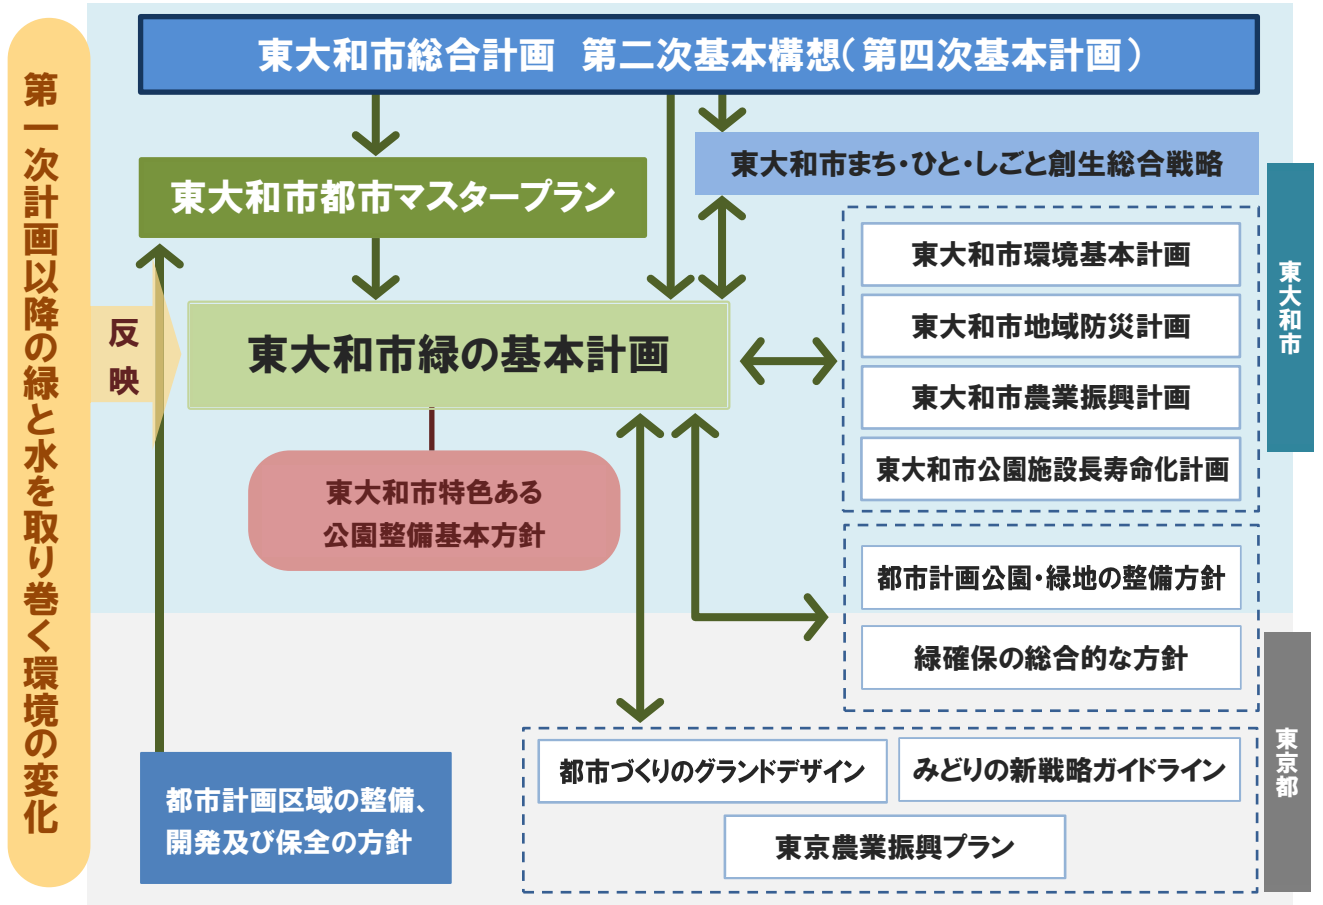 第一次計画以降の緑と水を取り巻く環境の変化
東大和市総合計画　第二次基本構想（第四次基本計画）
東大和市まち・ひと・しごと創生総合戦略
東大和市都市マスタープラン
東大和市環境基本計画
東大和市地域防災計画
東大和市農業振興計画
東大和市公園施設長寿命化計画
東大和市
反
映
東大和市緑の基本計画
東大和市特色ある
公園整備基本方針
都市計画公園・緑地の整備方針
緑確保の総合的な方針
都市づくりのグランドデザイン
みどりの新戦略ガイドライン
東京農業振興プラン
東京都
都市計画区域の整備、
開発及び保全の方針